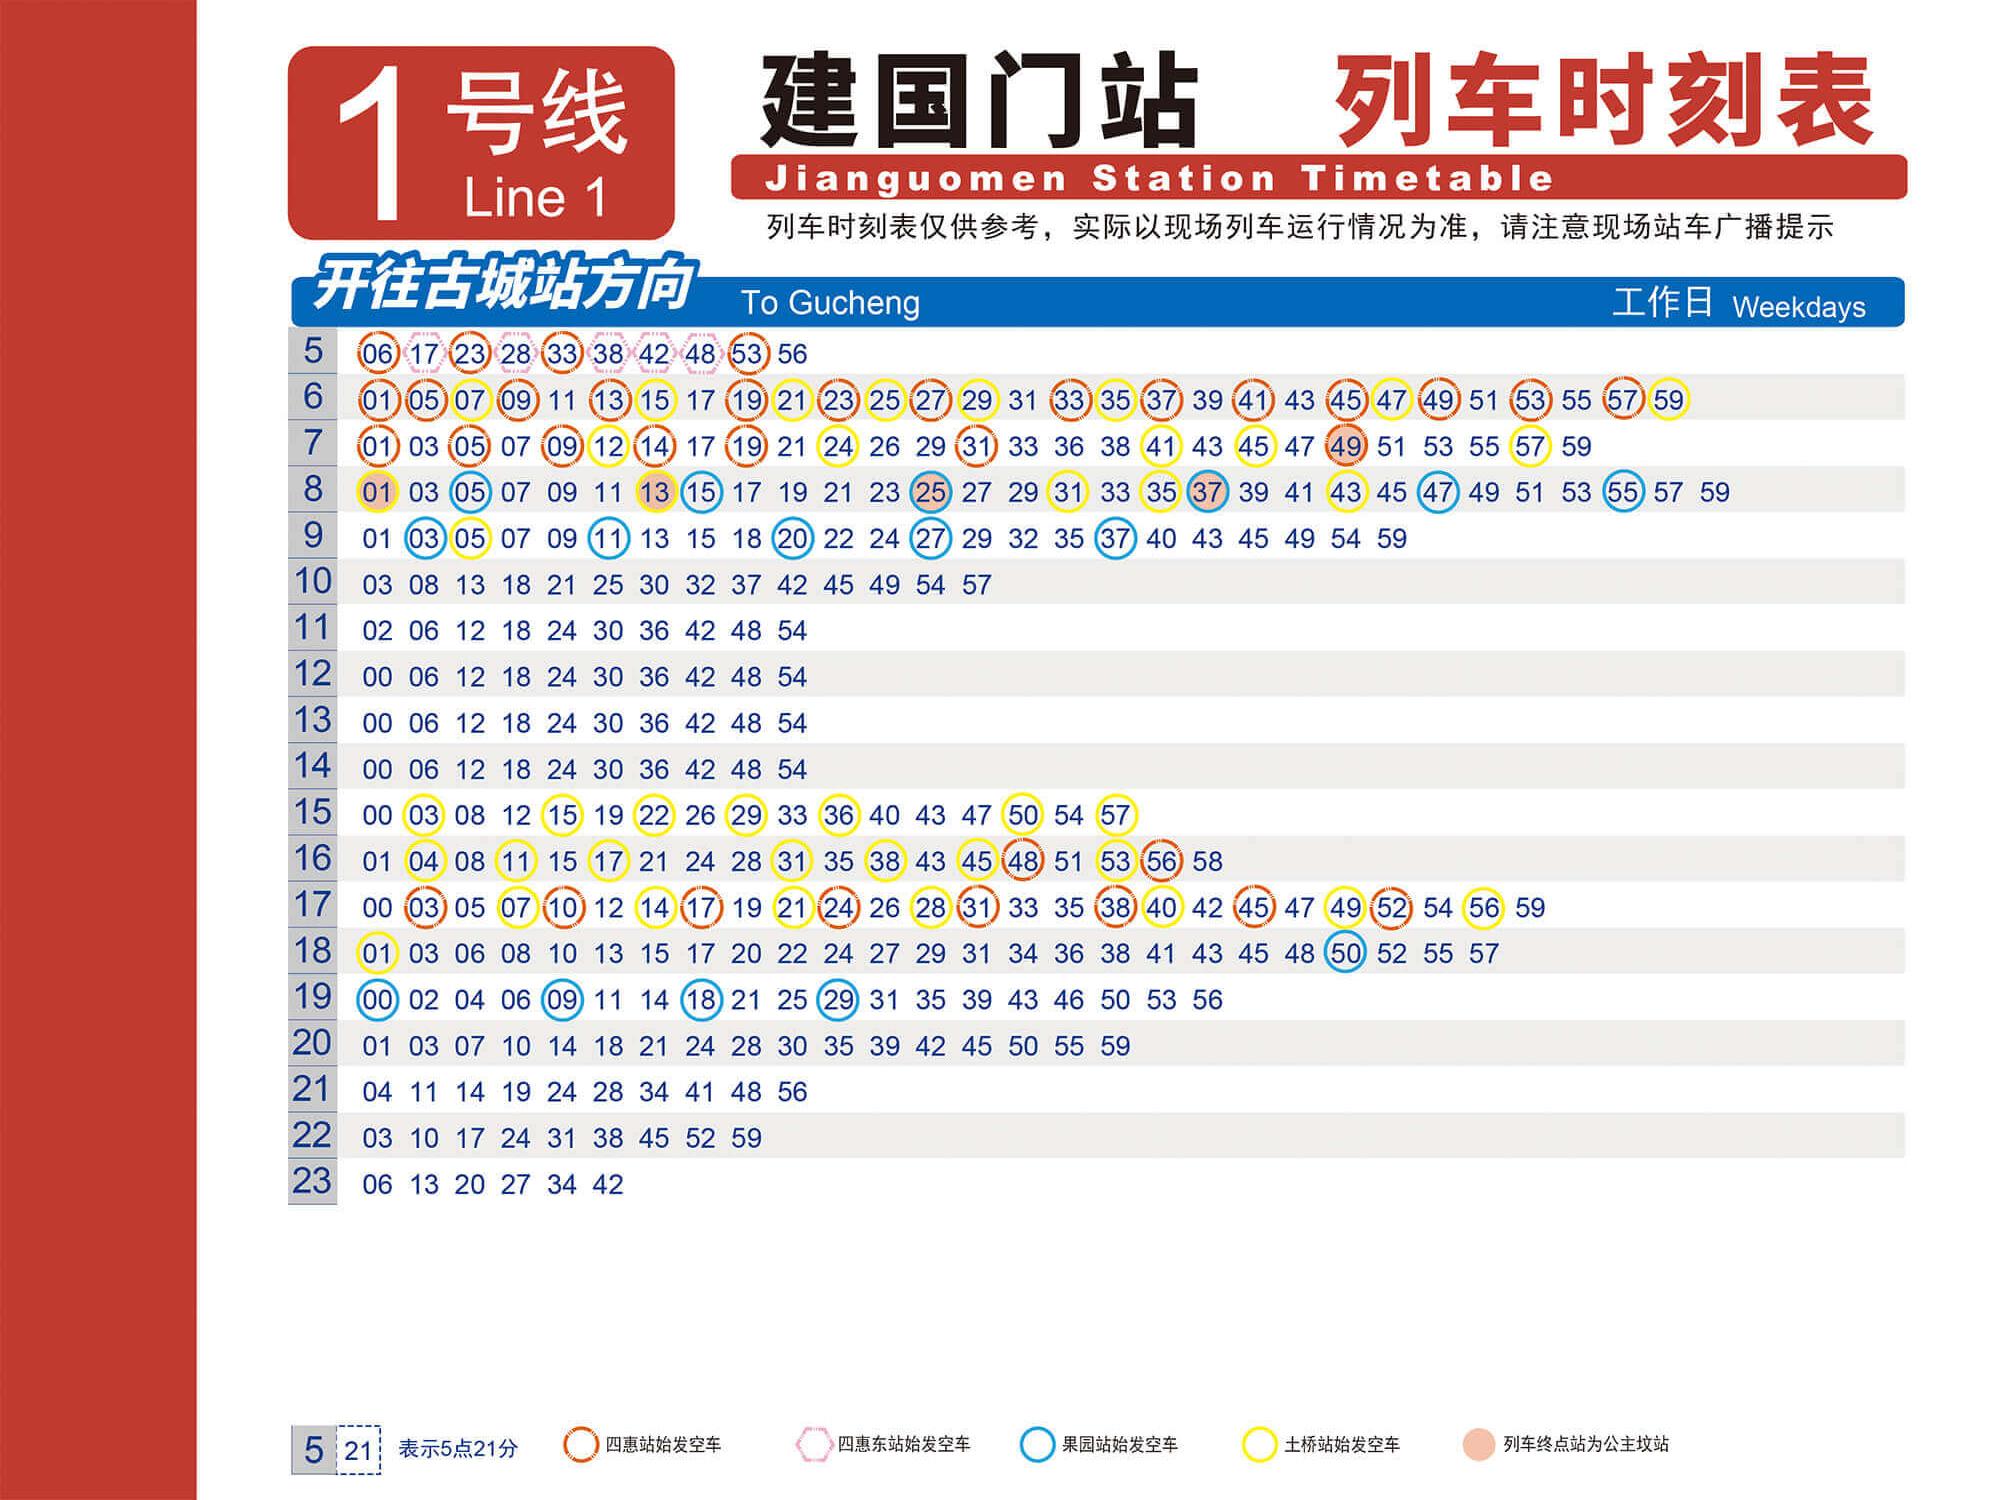 1 号线
Line 1
建国门站 列车时刻表
Jianguomen Station Timetable
列车时刻表仅供参考，实际以现场列车运行情况为准，请注意现场站车广播提示
开往古城站方向 To Gucheng 工作日 Weekdays
5 06 17 23 28 33 38 42 48 53 56
6 01 05 07 09 11 13 15 17 19 21 23 25 27 29 31 33 35 37 39 41 43 45 47 49 51 53 55 57 59
7 01 03 05 07 09 12 14 17 19 21 24 26 29 31 33 36 38 41 43 45 47 49 51 53 55 57 59
8 01 03 05 07 09 11 13 15 17 19 21 23 25 27 29 31 33 35 37 39 41 43 45 47 49 51 53 55 57 59
9 01 03 05 07 09 11 13 15 18 20 22 24 27 29 32 35 37 40 43 45 49 54 59
10 03 08 13 18 21 25 30 32 37 42 45 49 54 57
11 02 06 12 18 24 30 36 42 48 54
12 00 06 12 18 24 30 36 42 48 54
13 00 06 12 18 24 30 36 42 48 54
14 00 06 12 18 24 30 36 42 48 54
15 00 03 08 12 15 19 22 26 29 33 36 40 43 47 50 54 57
16 01 04 08 11 15 17 21 24 28 31 35 38 43 45 48 51 53 56 58
17 00 03 05 07 10 12 14 17 19 21 24 26 28 31 33 35 38 40 42 45 47 49 52 54 56 59
18 01 03 06 08 10 13 15 17 20 22 24 27 29 31 34 36 38 41 43 45 48 50 52 55 57
19 00 02 04 06 09 11 14 18 21 25 29 31 35 39 43 46 50 53 56
20 01 03 07 10 14 18 21 24 28 30 35 39 42 45 50 55 59
21 04 11 14 19 24 28 34 41 48 56
22 03 10 17 24 31 38 45 52 59
23 06 13 20 27 34 42
5 21 表示5点21分 四惠站始发空车 四惠东站始发空车 果园站始发空车 土桥站始发空车 列车终点站为公主坟站